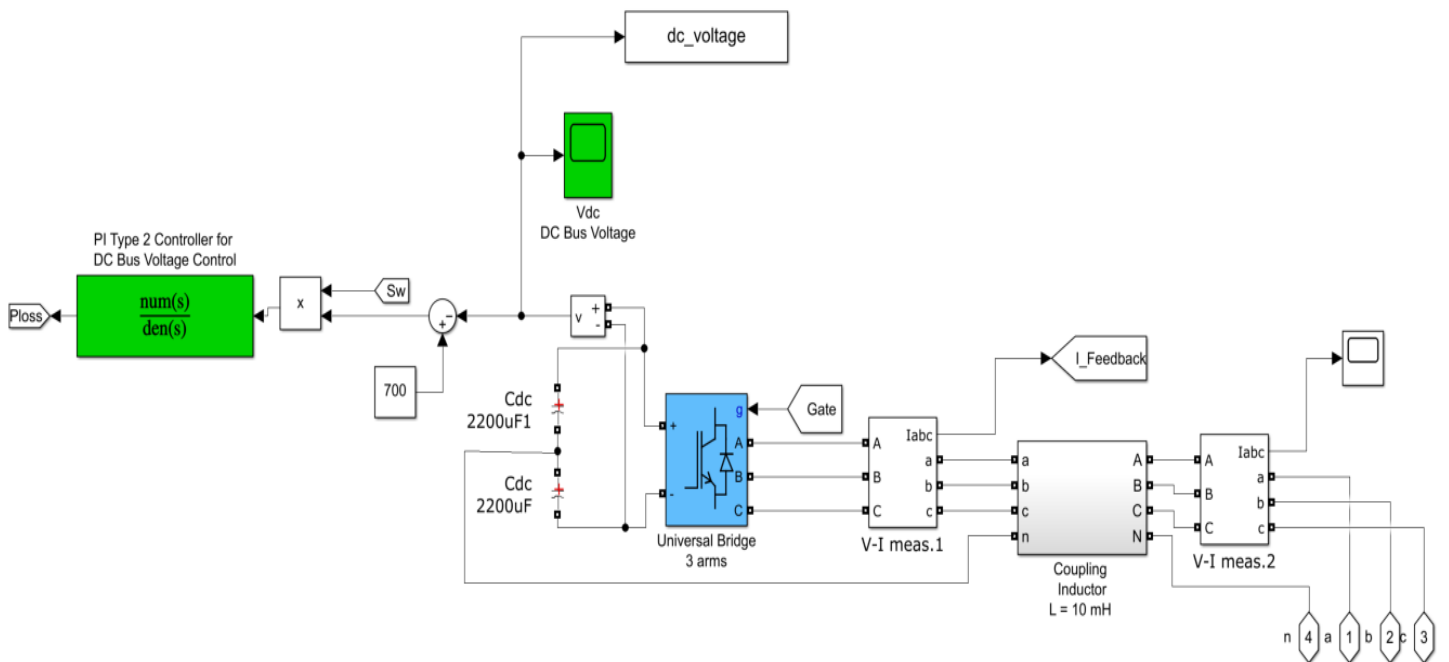 dc_voltage
Vdc
DC Bus Voltage
PI Type 2 Controller for
DC Bus Voltage Control
num(s)
den(s)
Ploss
x
Sw
−
+
700
v
+
-
Cdc
2200uF1
Cdc
2200uF
+
-
g
A
B
C
Universal Bridge
3 arms
Gate
I_Feedback
A
B
C
Iabc
a
b
c
V-I meas.1
a
b
c
n
A
B
C
N
Coupling
Inductor
L = 10 mH
A
B
C
Iabc
a
b
c
V-I meas.2
n 4 a 1 b 2 c 3